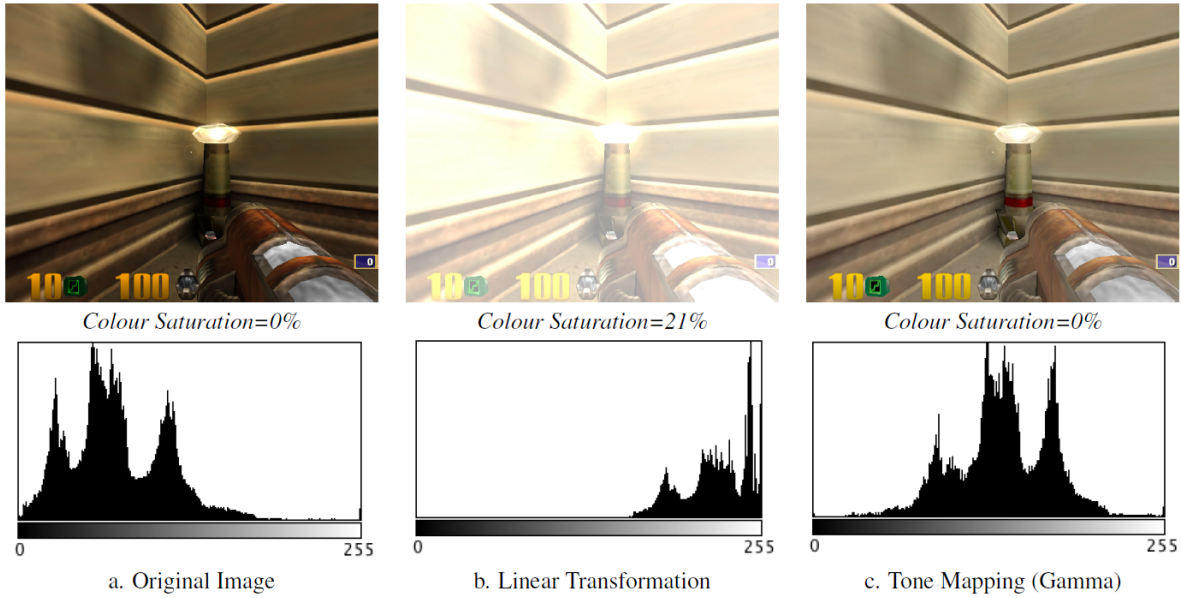 10 100 0
10 100 0
10 100 0
Colour Saturation=0%
Colour Saturation=21%
Colour Saturation=0%
0 255
0 255
0 255
a. Original Image
b. Linear Transformation
c. Tone Mapping (Gamma)